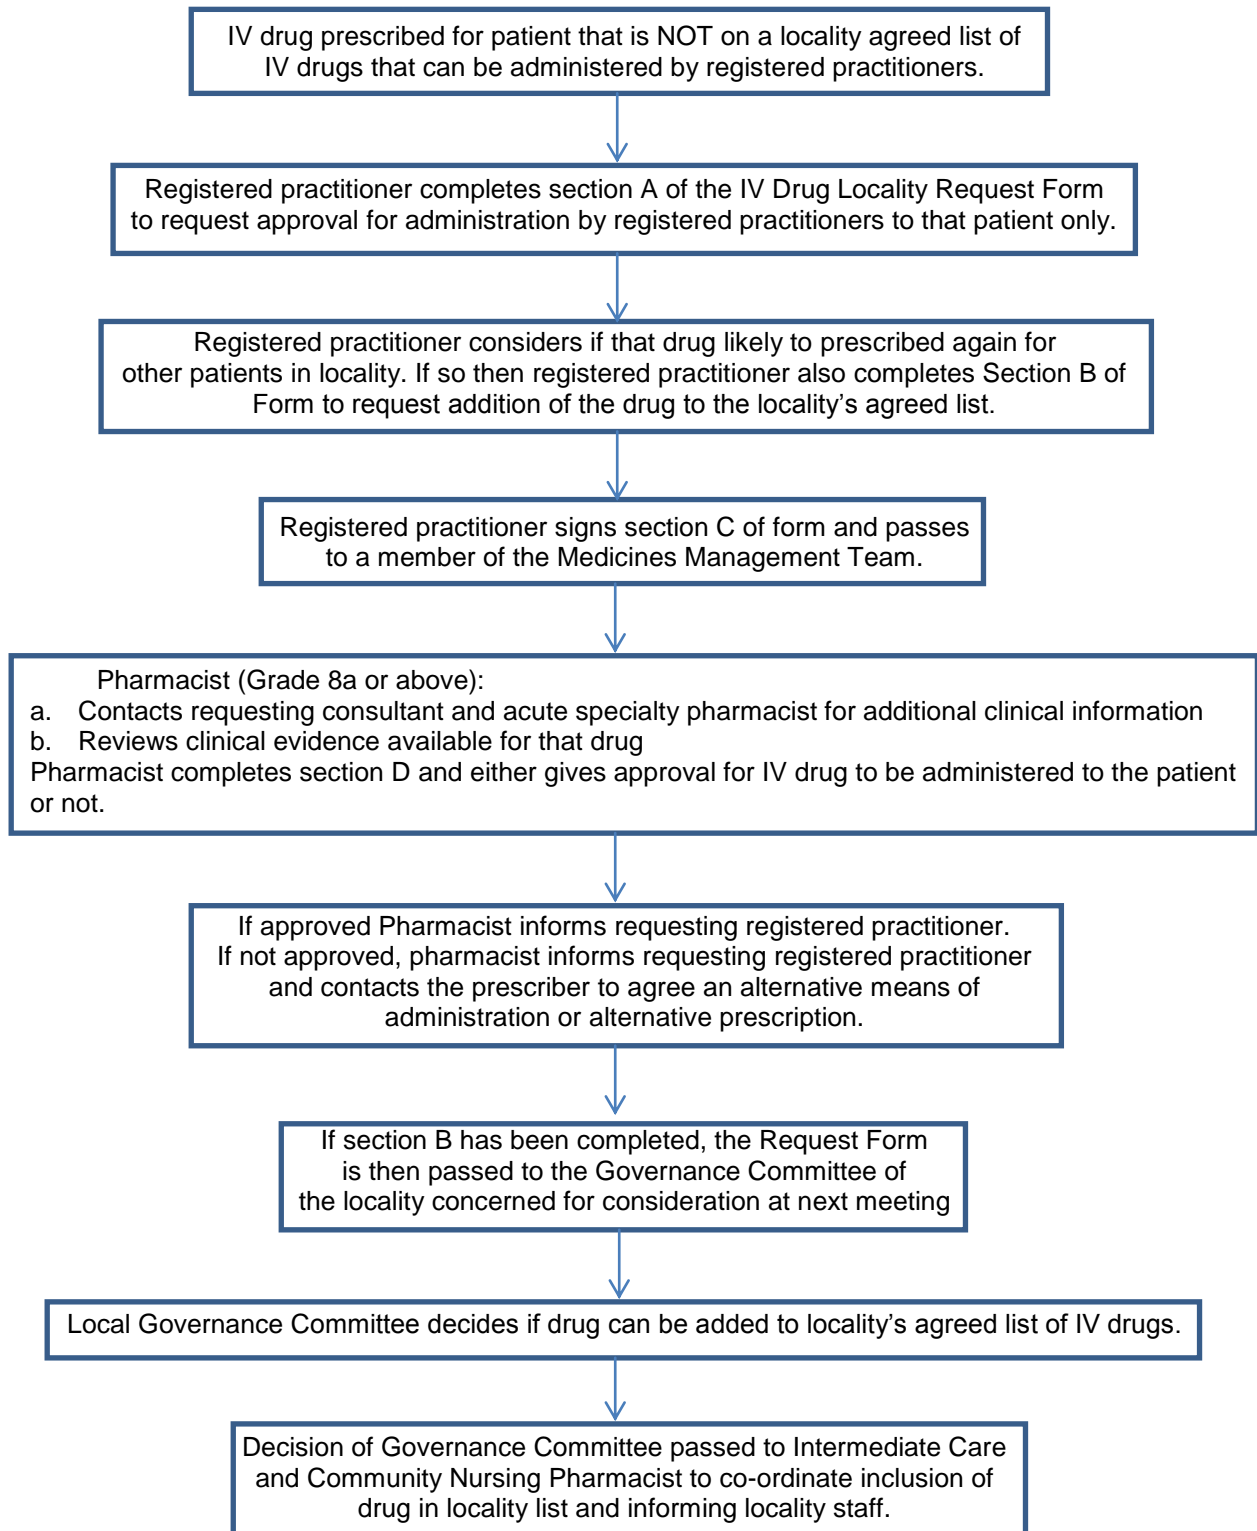 IV drug prescribed for patient that is NOT on a locality agreed list of
IV drugs that can be administered by registered practitioners.
Registered practitioner completes section A of the IV Drug Locality Request Form
to request approval for administration by registered practitioners to that patient only.
Registered practitioner considers if that drug likely to prescribed again for
other patients in locality. If so then registered practitioner also completes Section B of
Form to request addition of the drug to the locality’s agreed list.
Registered practitioner signs section C of form and passes
to a member of the Medicines Management Team.
Pharmacist (Grade 8a or above):
a. Contacts requesting consultant and acute specialty pharmacist for additional clinical information
b. Reviews clinical evidence available for that drug
Pharmacist completes section D and either gives approval for IV drug to be administered to the patient
or not.
If approved Pharmacist informs requesting registered practitioner.
If not approved, pharmacist informs requesting registered practitioner
and contacts the prescriber to agree an alternative means of
administration or alternative prescription.
If section B has been completed, the Request Form
is then passed to the Governance Committee of
the locality concerned for consideration at next meeting
Local Governance Committee decides if drug can be added to locality’s agreed list of IV drugs.
Decision of Governance Committee passed to Intermediate Care
and Community Nursing Pharmacist to co-ordinate inclusion of
drug in locality list and informing locality staff.